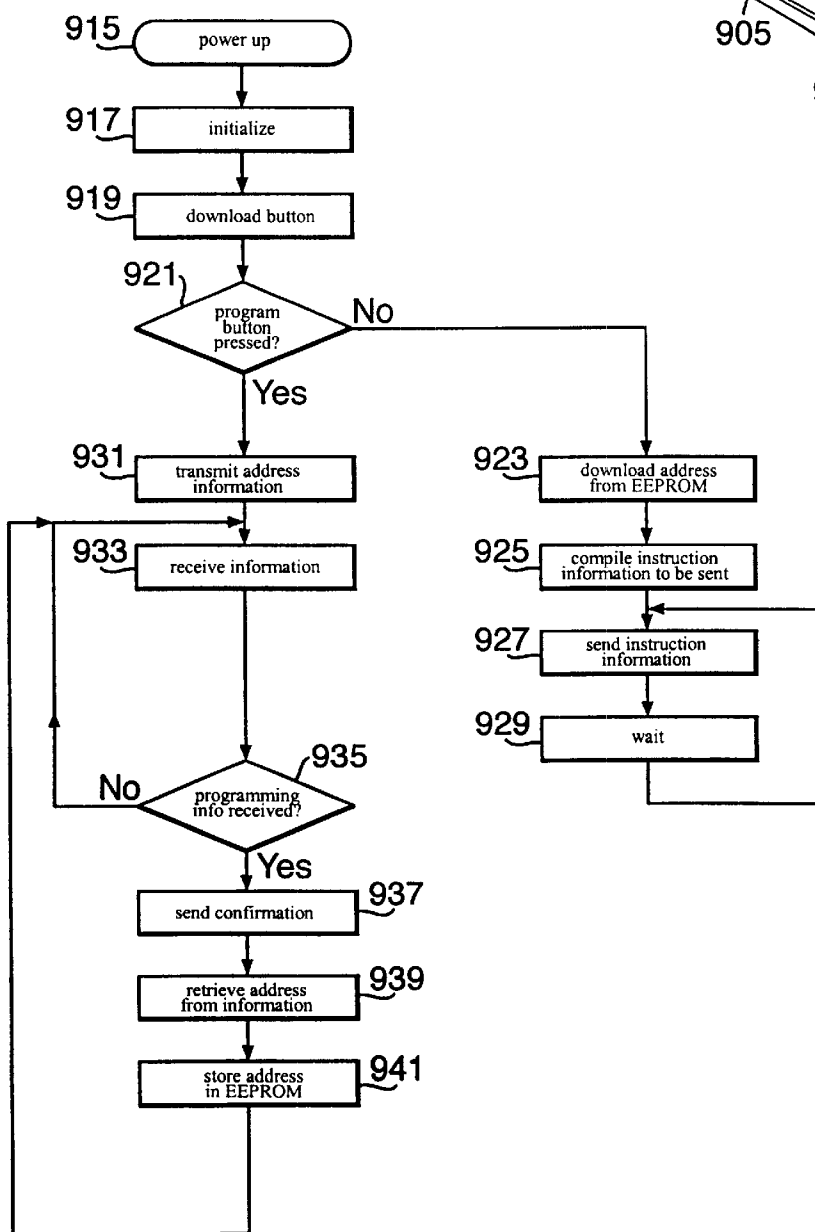 915
power up
905
917
initialize
919
download button
921
program
button
pressed?
No
Yes
931
transmit address
information
933
receive information
923
download address
from EEPROM
925
compile instruction
information to be sent
927
send instruction
information
929
wait
935
programming
info received?
No
Yes
937
send confirmation
939
retrieve address
from information
941
store address
in EEPROM